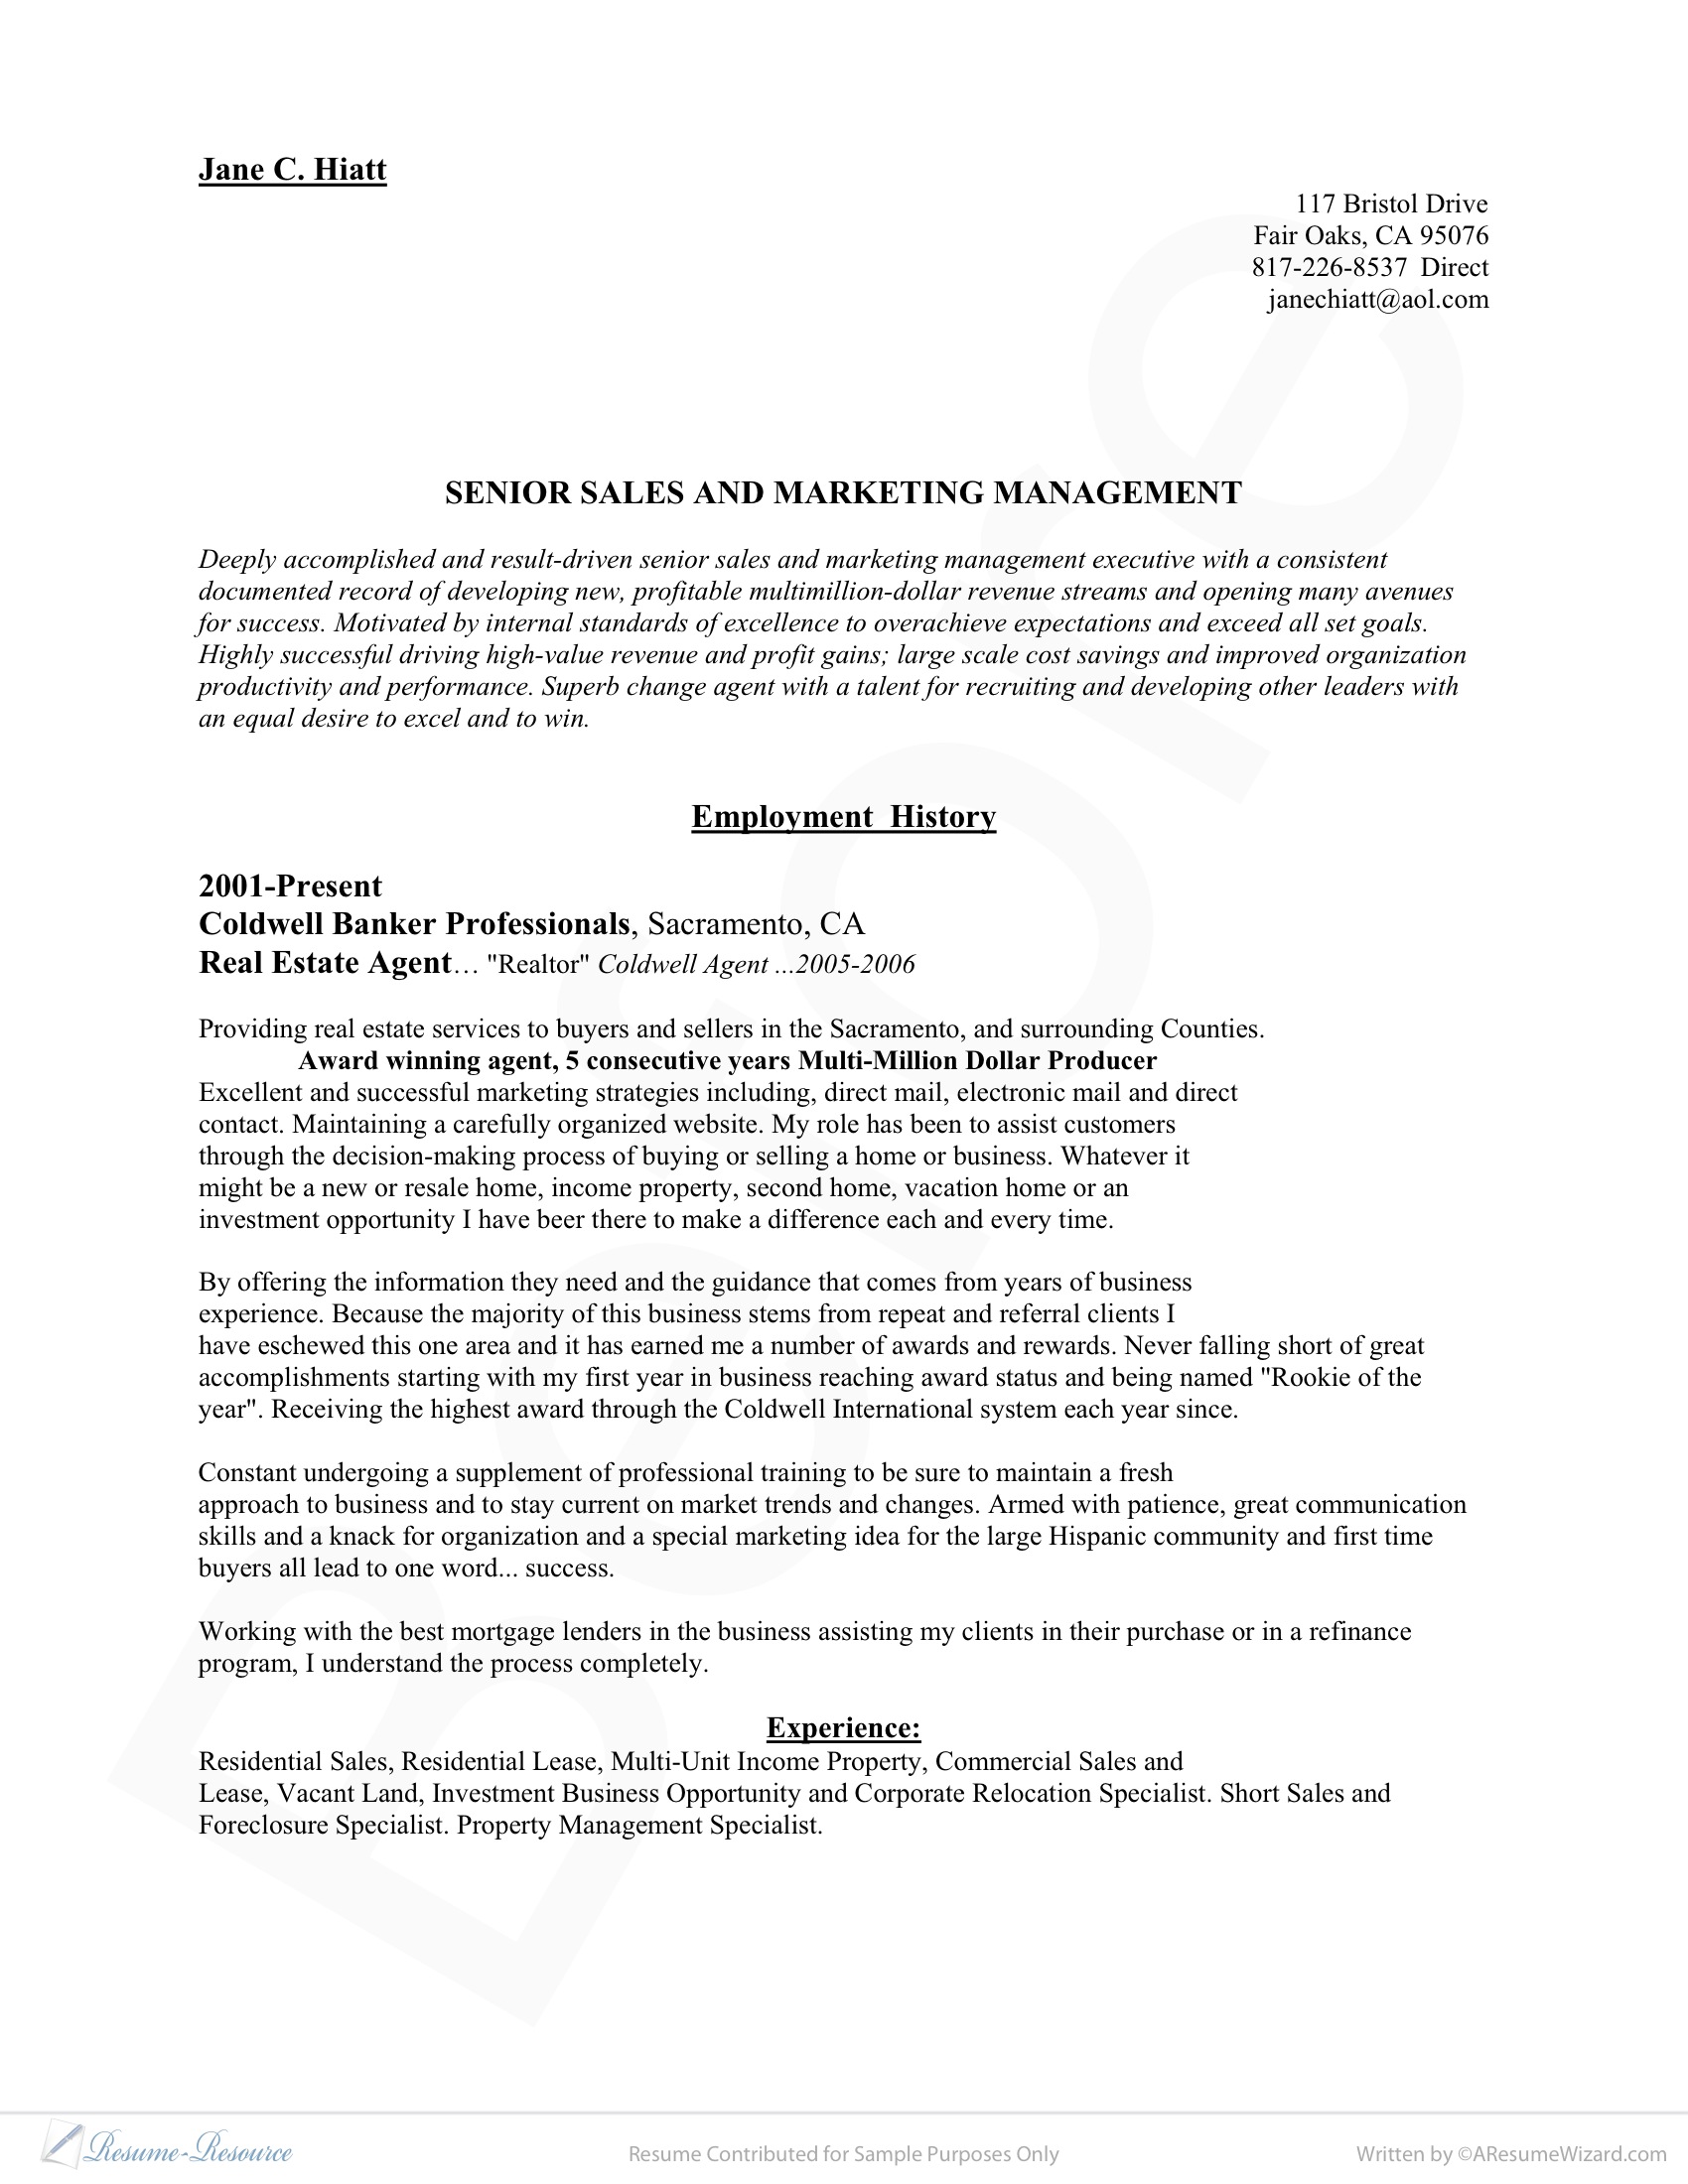 Jane C. Hiatt
117 Bristol Drive
Fair Oaks, CA 95076
817-226-8537  Direct
janechiatt@aol.com
SENIOR SALES AND MARKETING MANAGEMENT
Deeply accomplished and result-driven senior sales and marketing management executive with a consistent
documented record of developing new, profitable multimillion-dollar revenue streams and opening many avenues
for success. Motivated by internal standards of excellence to overachieve expectations and exceed all set goals.
Highly successful driving high-value revenue and profit gains; large scale cost savings and improved organization
productivity and performance. Superb change agent with a talent for recruiting and developing other leaders with
an equal desire to excel and to win.
Employment  History
2001-Present
Coldwell Banker Professionals, Sacramento, CA
Real Estate Agent… "Realtor" Coldwell Agent ...2005-2006
Providing real estate services to buyers and sellers in the Sacramento, and surrounding Counties.
Award winning agent, 5 consecutive years Multi-Million Dollar Producer
Excellent and successful marketing strategies including, direct mail, electronic mail and direct
contact. Maintaining a carefully organized website. My role has been to assist customers
through the decision-making process of buying or selling a home or business. Whatever it
might be a new or resale home, income property, second home, vacation home or an
investment opportunity I have beer there to make a difference each and every time.
By offering the information they need and the guidance that comes from years of business
experience. Because the majority of this business stems from repeat and referral clients I
have eschewed this one area and it has earned me a number of awards and rewards. Never falling short of great
accomplishments starting with my first year in business reaching award status and being named "Rookie of the
year". Receiving the highest award through the Coldwell International system each year since.
Constant undergoing a supplement of professional training to be sure to maintain a fresh
approach to business and to stay current on market trends and changes. Armed with patience, great communication
skills and a knack for organization and a special marketing idea for the large Hispanic community and first time
buyers all lead to one word... success.
Working with the best mortgage lenders in the business assisting my clients in their purchase or in a refinance
program, I understand the process completely.
Experience:
Residential Sales, Residential Lease, Multi-Unit Income Property, Commercial Sales and
Lease, Vacant Land, Investment Business Opportunity and Corporate Relocation Specialist. Short Sales and
Foreclosure Specialist. Property Management Specialist.
Before
Resume-Resource
Resume Contributed for Sample Purposes Only
Written by ©AResumeWizard.com